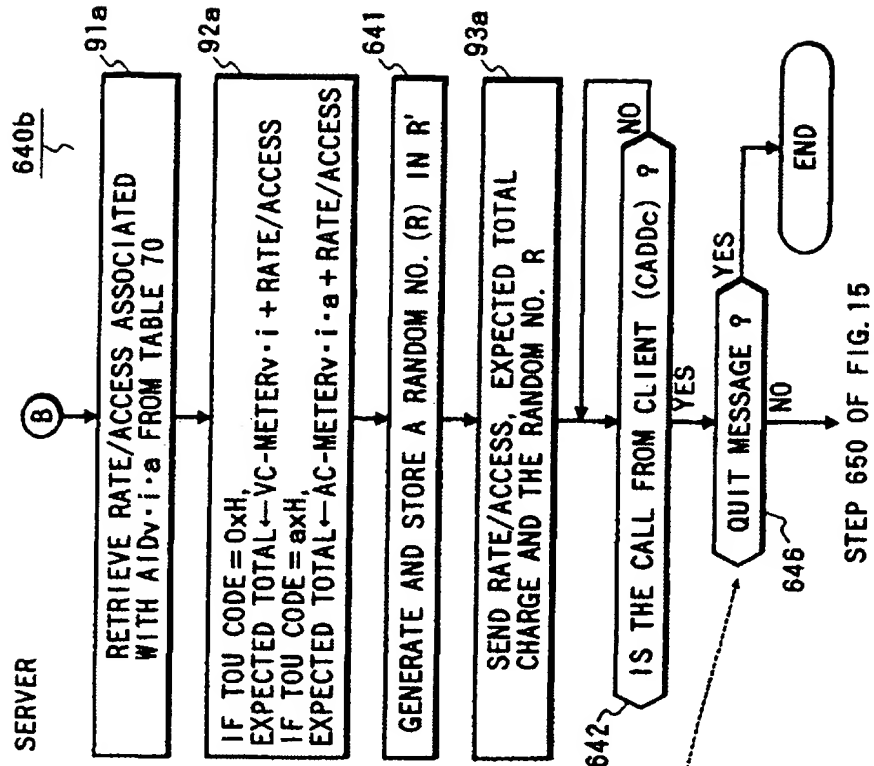 SERVER
640b
B
91a
RETRIEVE RATE/ACCESS ASSOCIATED
WITH AIDv·i·a FROM TABLE 70
92a
IF TOU CODE=0xH,
EXPECTED TOTAL←VC-METERv·i+RATE/ACCESS
IF TOU CODE=axH,
EXPECTED TOTAL←AC-METERv·i·a+RATE/ACCESS
641
GENERATE AND STORE A RANDOM NO. (R) IN R'
93a
SEND RATE/ACCESS, EXPECTED TOTAL
CHARGE AND THE RANDOM NO. R
642
IS THE CALL FROM CLIENT (CADDc) ?
NO
YES
QUIT MESSAGE ?
YES
646
NO
END
STEP 650 OF FIG. 15